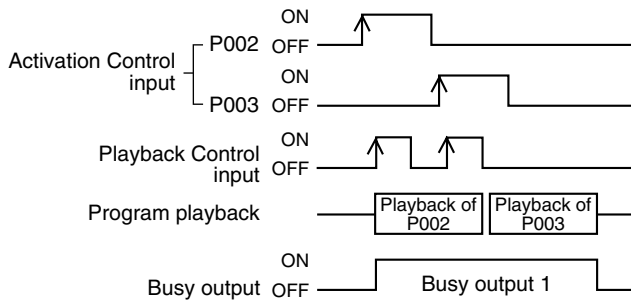 ON
P002 OFF
Activation Control
input
ON
P003 OFF
ON
Playback Control
input OFF
Program playback
Playback of
P002
Playback of
P003
ON
Busy output OFF
Busy output 1